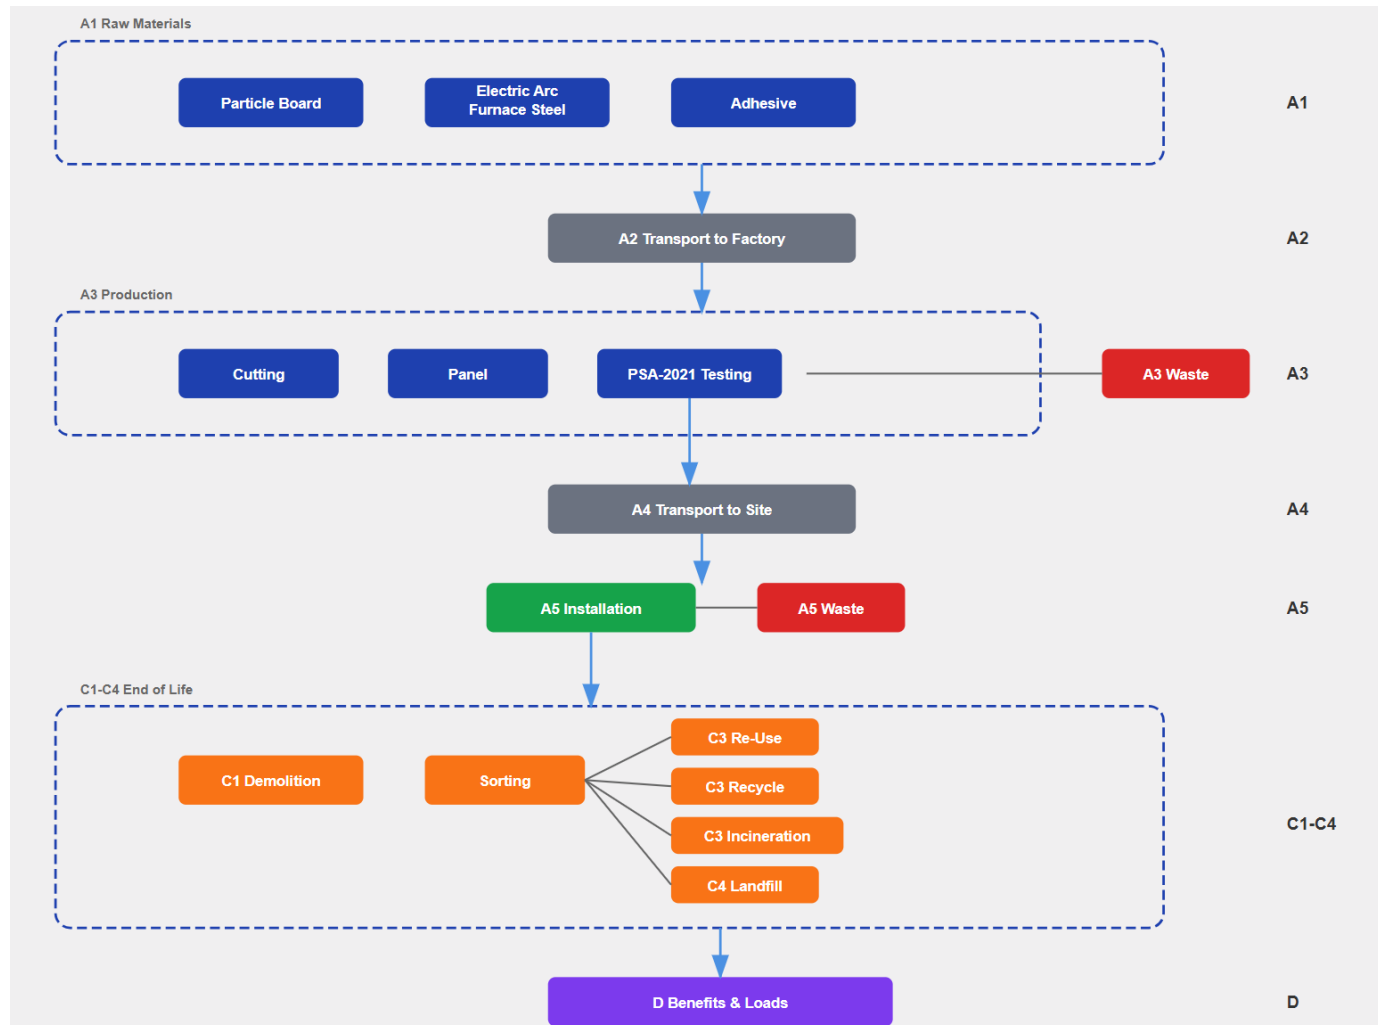 A1 Raw Materials
Particle Board
Electric Arc
Furnace Steel
Adhesive
A1
A2 Transport to Factory
A2
A3 Production
Cutting
Panel
PSA-2021 Testing
A3 Waste
A3
A4 Transport to Site
A4
A5 Installation
A5 Waste
A5
C1-C4 End of Life
C1 Demolition
Sorting
C3 Re-Use
C3 Recycle
C3 Incineration
C4 Landfill
C1-C4
D Benefits & Loads
D